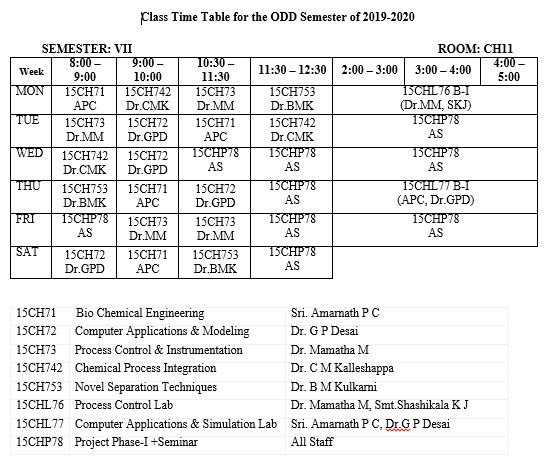 Class Time Table for the ODD Semester of 2019-2020
SEMESTER: VII ROOM: CH11
Week 8:00 – 9:00 9:00 – 10:00 10:30 – 11:30 11:30 – 12:30 2:00 – 3:00 3:00 – 4:00 4:00 – 5:00
MON 15CH71 15CH742 15CH73 15CH753 15CHL76 B-I
APC Dr.CMK Dr.MM Dr.BMK (Dr.MM, SKJ)
TUE 15CH73 15CH72 15CH71 15CH742 15CHP78
Dr.MM Dr.GPD APC Dr.CMK AS
WED 15CH742 15CH72 15CHP78 15CHP78 15CHP78
Dr.CMK Dr.GPD AS AS AS
THU 15CH753 15CH71 15CH72 15CHP78 15CHL77 B-I
Dr.BMK APC Dr.GPD AS (APC, Dr.GPD)
FRI 15CHP78 15CH73 15CH73 15CHP78 15CHP78
AS Dr.MM Dr.MM AS AS
SAT 15CH72 15CH71 15CH753 15CHP78
Dr.GPD APC Dr.BMK AS
15CH71 Bio Chemical Engineering Sri. Amarnath P C
15CH72 Computer Applications & Modeling Dr. G P Desai
15CH73 Process Control & Instrumentation Dr. Mamatha M
15CH742 Chemical Process Integration Dr. C M Kalleshappa
15CH753 Novel Separation Techniques Dr. B M Kulkarni
15CHL76 Process Control Lab Dr. Mamatha M, Smt.Shashikala K J
15CHL77 Computer Applications & Simulation Lab Sri. Amarnath P C, Dr.G P Desai
15CHP78 Project Phase-I +Seminar All Staff